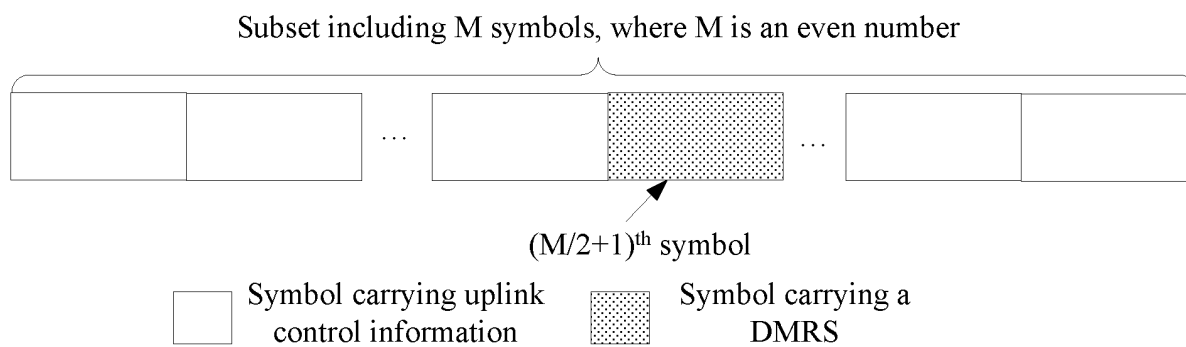 Subset including M symbols, where M is an even number
... ...
(M/2+1)th symbol
Symbol carrying uplink
control information
Symbol carrying a
DMRS